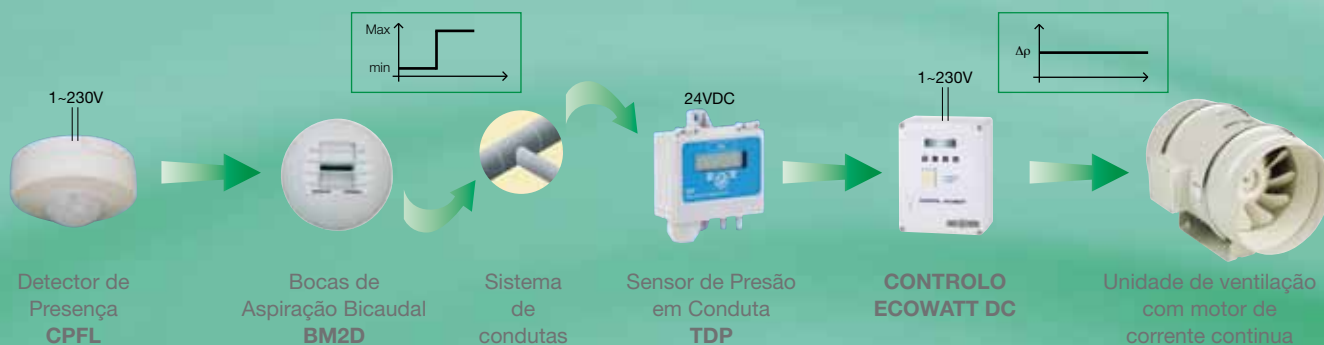 Max
min
Δρ
1~230V
24VDC
1~230V
Detector de
Presença
CPFL
Bocas de
Aspiração Bicaudal
BM2D
Sistema
de
condutas
Sensor de Presão
em Conduta
TDP
CONTROLO
ECOWATT DC
Unidade de ventilação
com motor de
corrente continua